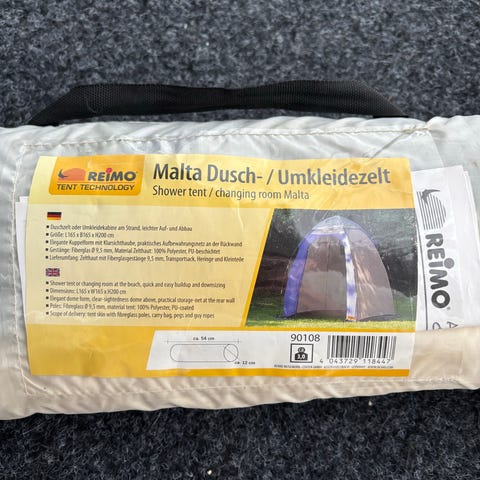 REIMO
TENT TECHNOLOGY
Malta Dusch- / Umkleidezelt
Shower tent / changing room Malta
Duschzelt oder Umkleidekabine am Strand, leichter Auf- und Abbau
Größe: L165 x B165 x H200 cm
Elegante Kuppelform mit Klarsichthaube, praktisches Aufbewahrungsnetz an der Rückwand
Gestänge: Fiberglas Ø 9,5 mm, Material Zelthaut: 100% Polyester, PU-beschichtet
Lieferumfang: Zelthaut mit Fiberglasgestänge 9,5 mm, Transportsack, Heringe und Kleinteile
Shower tent or changing room at the beach, quick and easy buildup and downsizing
Dimensions: L165 x W165 x H200 cm
Elegant dome form, clear-sightedness dome above, practical storage-net at the rear wall
Poles: Fiberglass Ø 9,5 mm, material tent: 100% Polyester, PU-coated
Scope of delivery: tent skin with fibreglass poles, carry bag, pegs and guy ropes
ca. 54 cm
ca. 12 cm
90108
3,0
4 043729 118447
REIMO